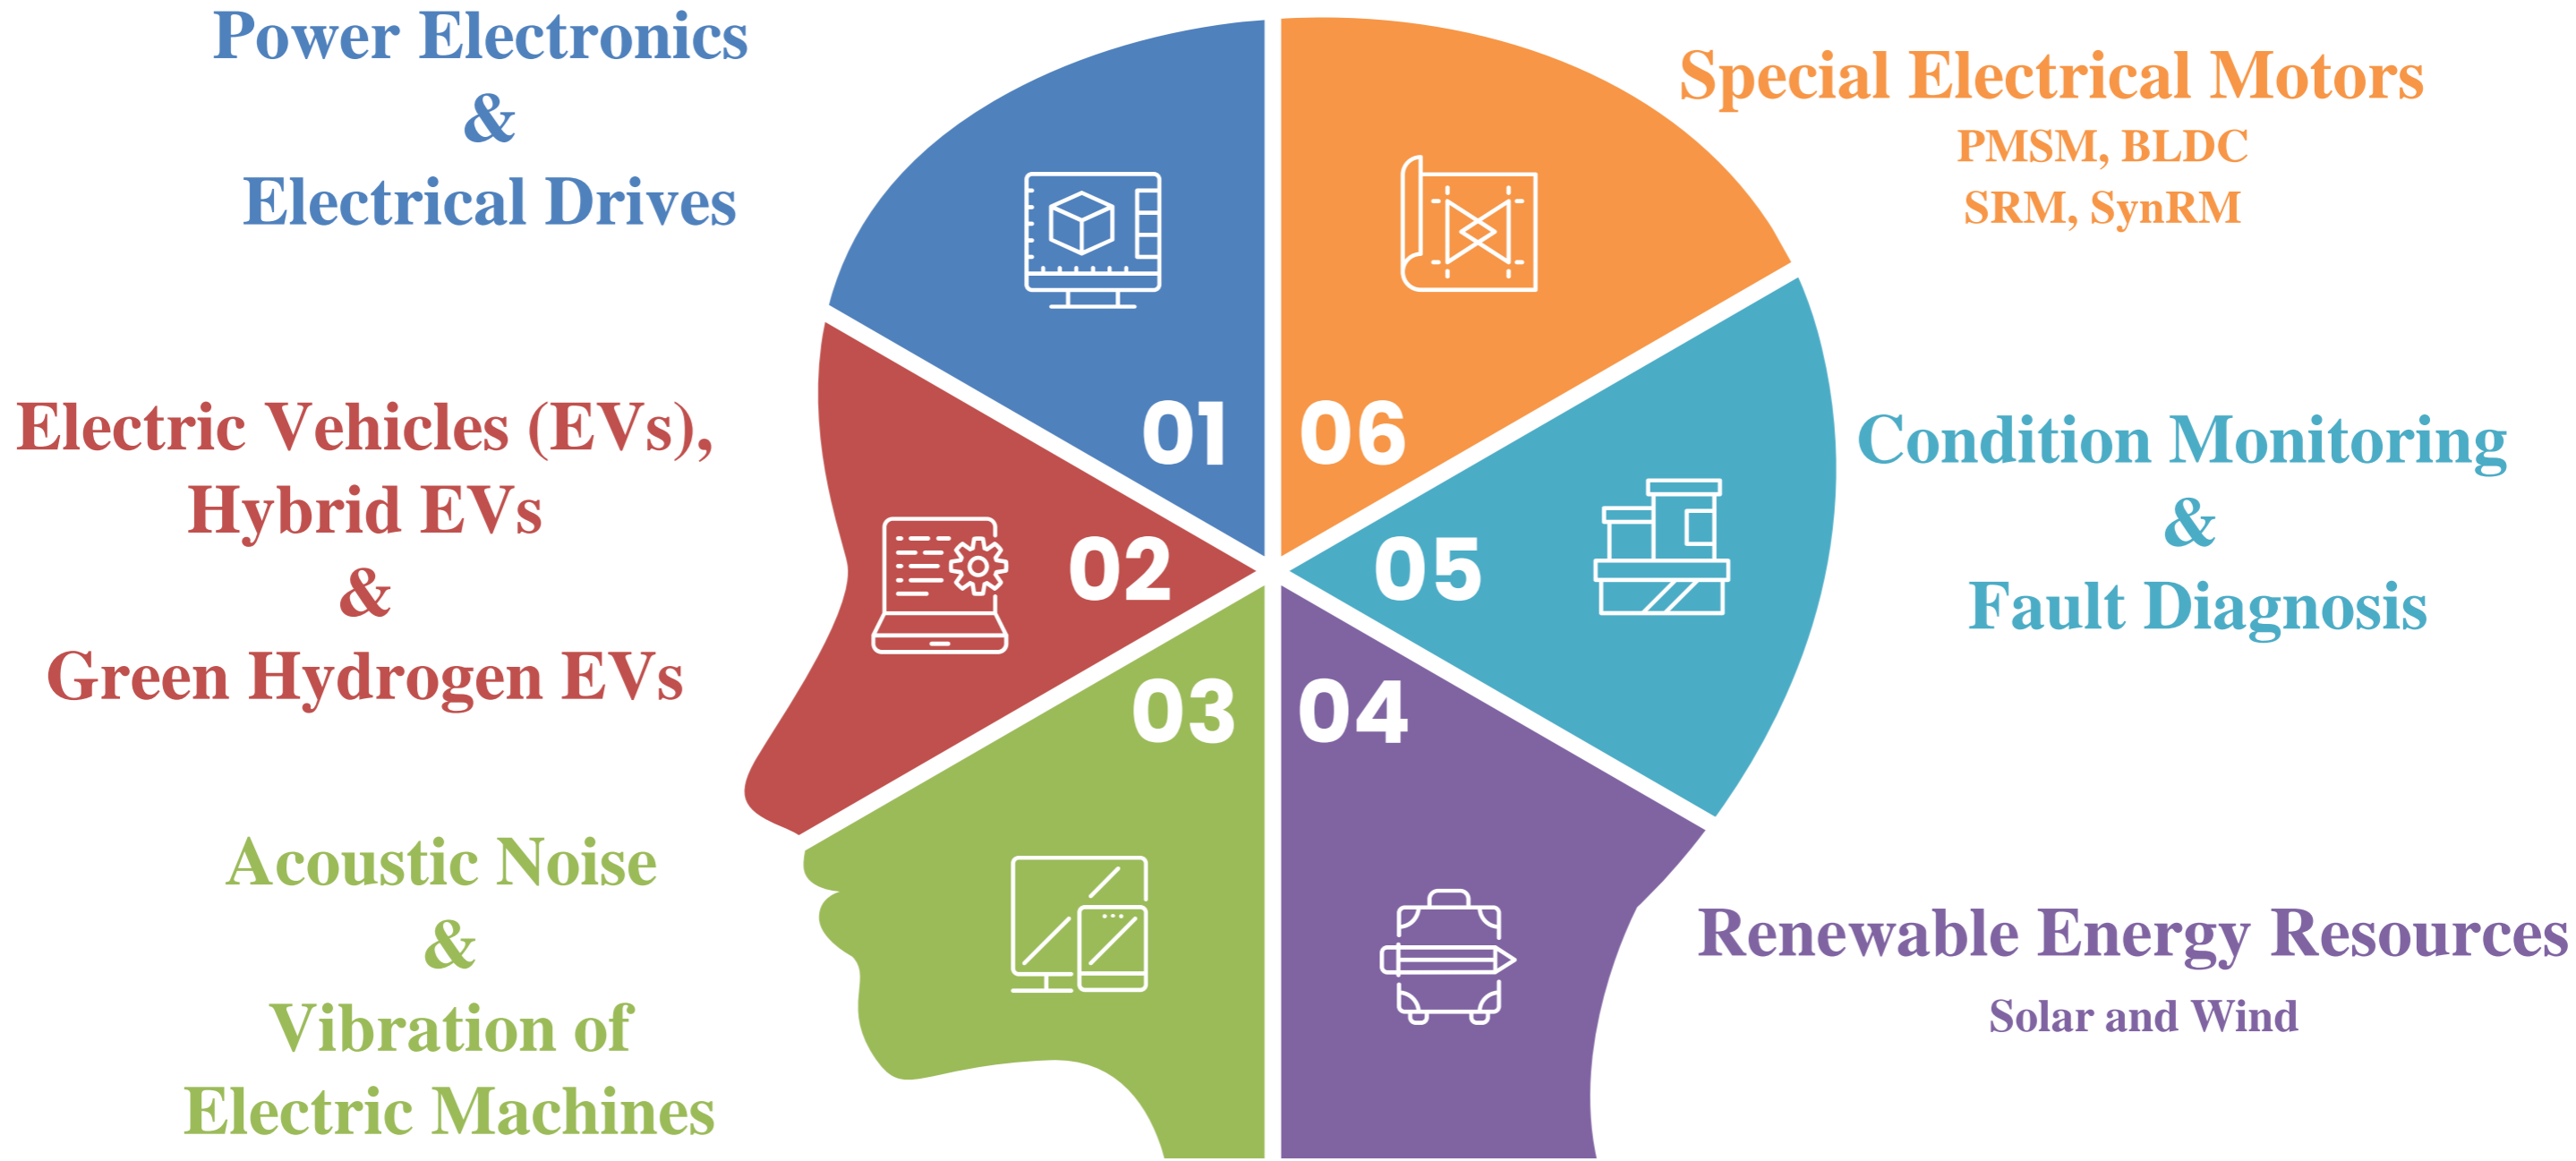 Power Electronics
&
Electrical Drives
01
Electric Vehicles (EVs),
Hybrid EVs
&
Green Hydrogen EVs
02
Acoustic Noise
&
Vibration of
Electric Machines
03
Renewable Energy Resources
Solar and Wind
04
Condition Monitoring
&
Fault Diagnosis
05
Special Electrical Motors
PMSM, BLDC
SRM, SynRM
06